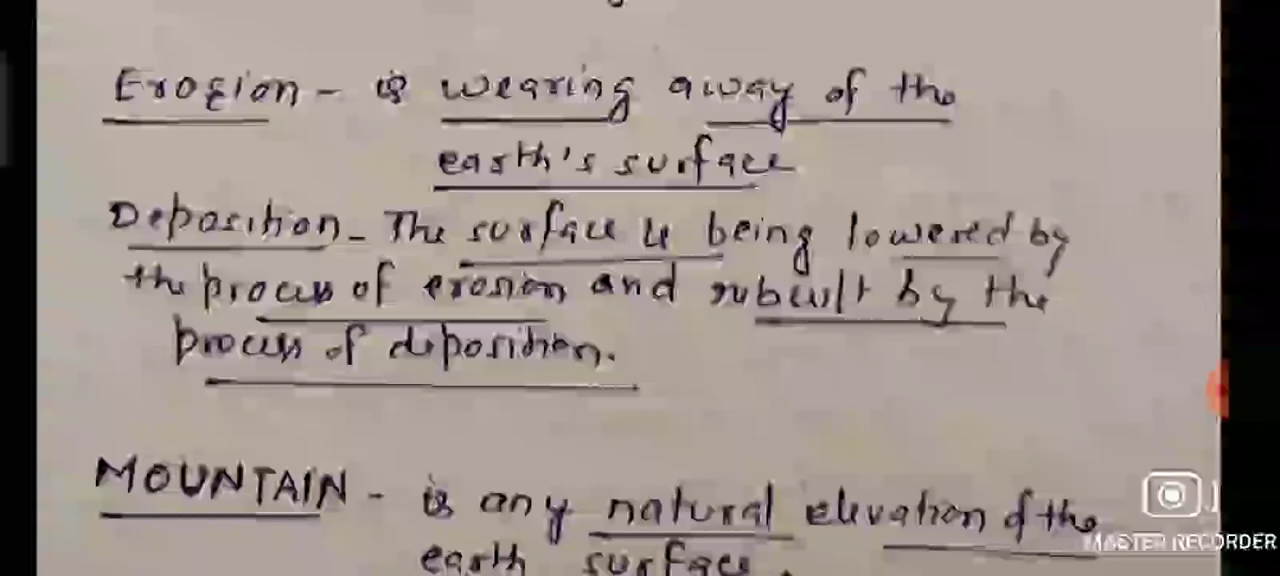 Erosion - is wearing away of the
earth's surface
Deposition - The surface is being lowered by
the process of erosion and rebuilt by the
process of deposition.
MOUNTAIN - is any natural elevation of the
earth surface.
MASTER RECORDER